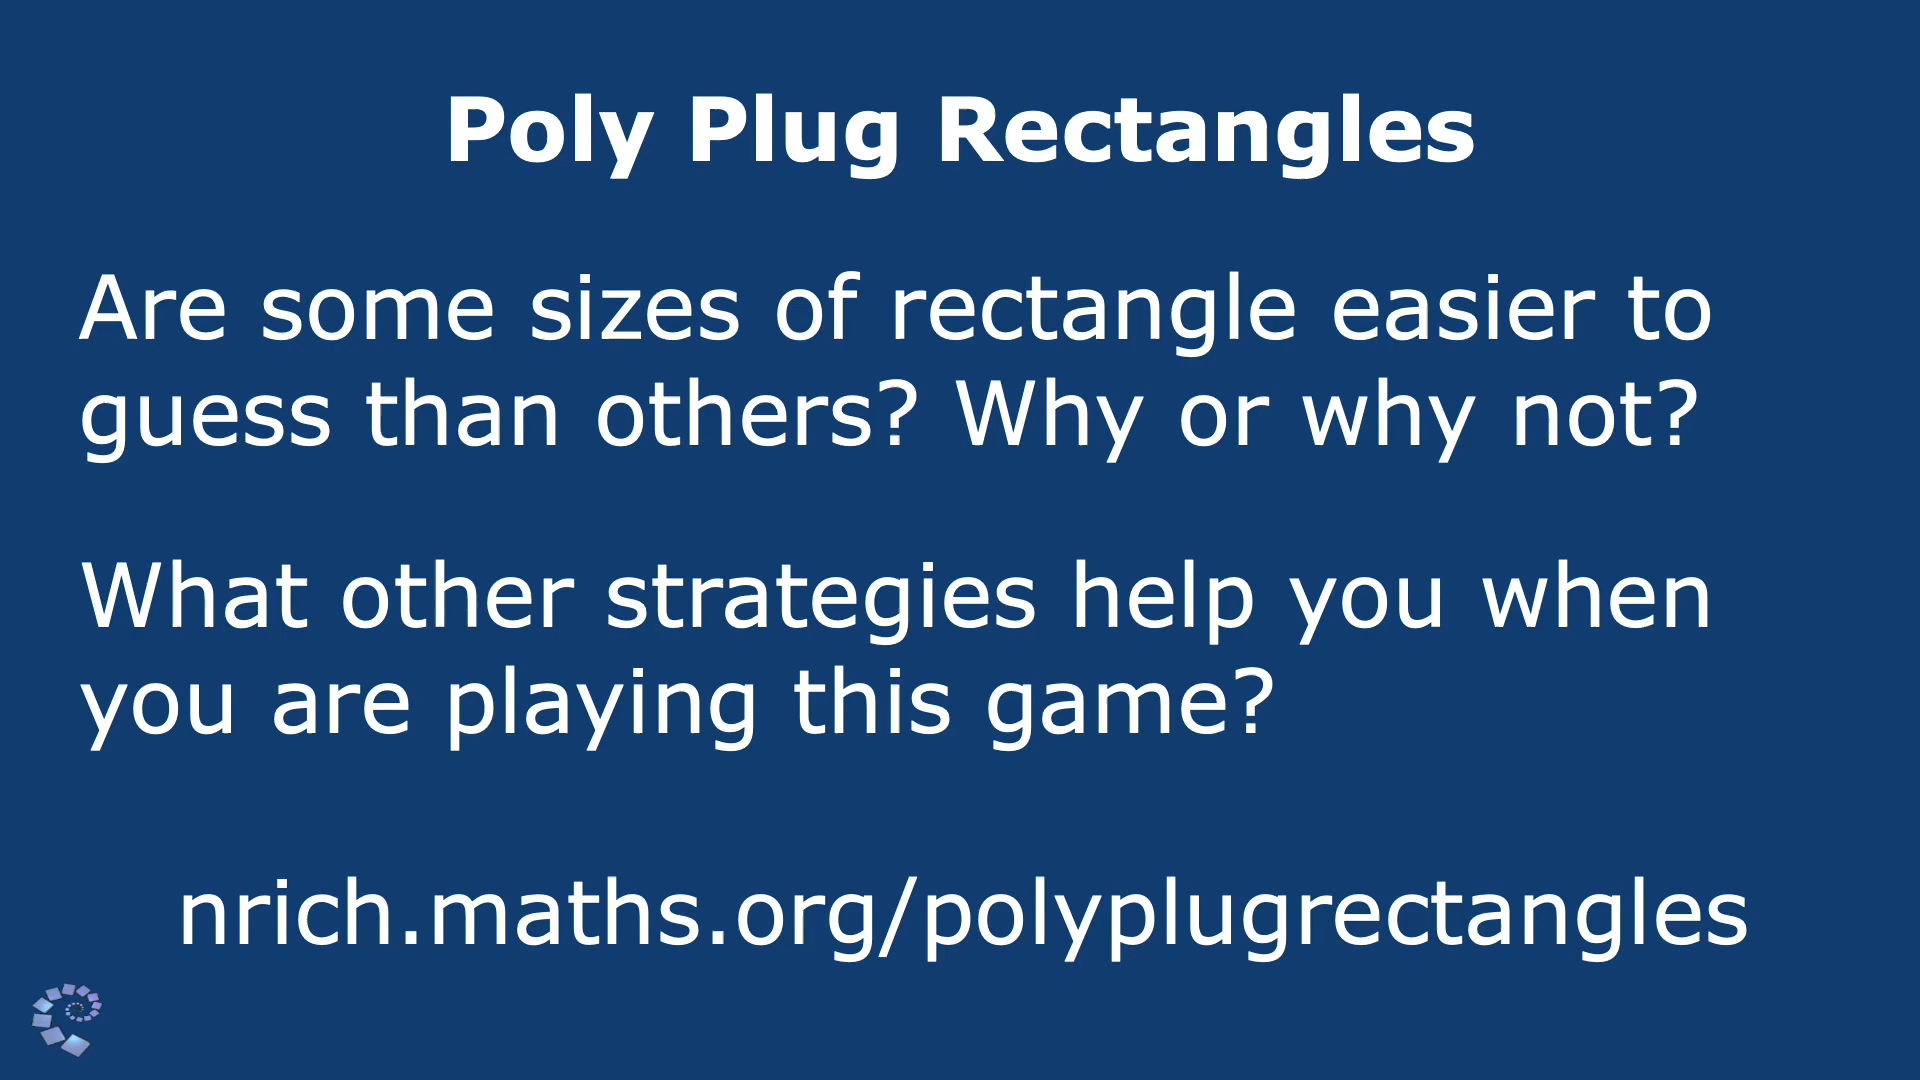 Poly Plug Rectangles
Are some sizes of rectangle easier to
guess than others? Why or why not?
What other strategies help you when
you are playing this game?
nrich.maths.org/polyplugrectangles